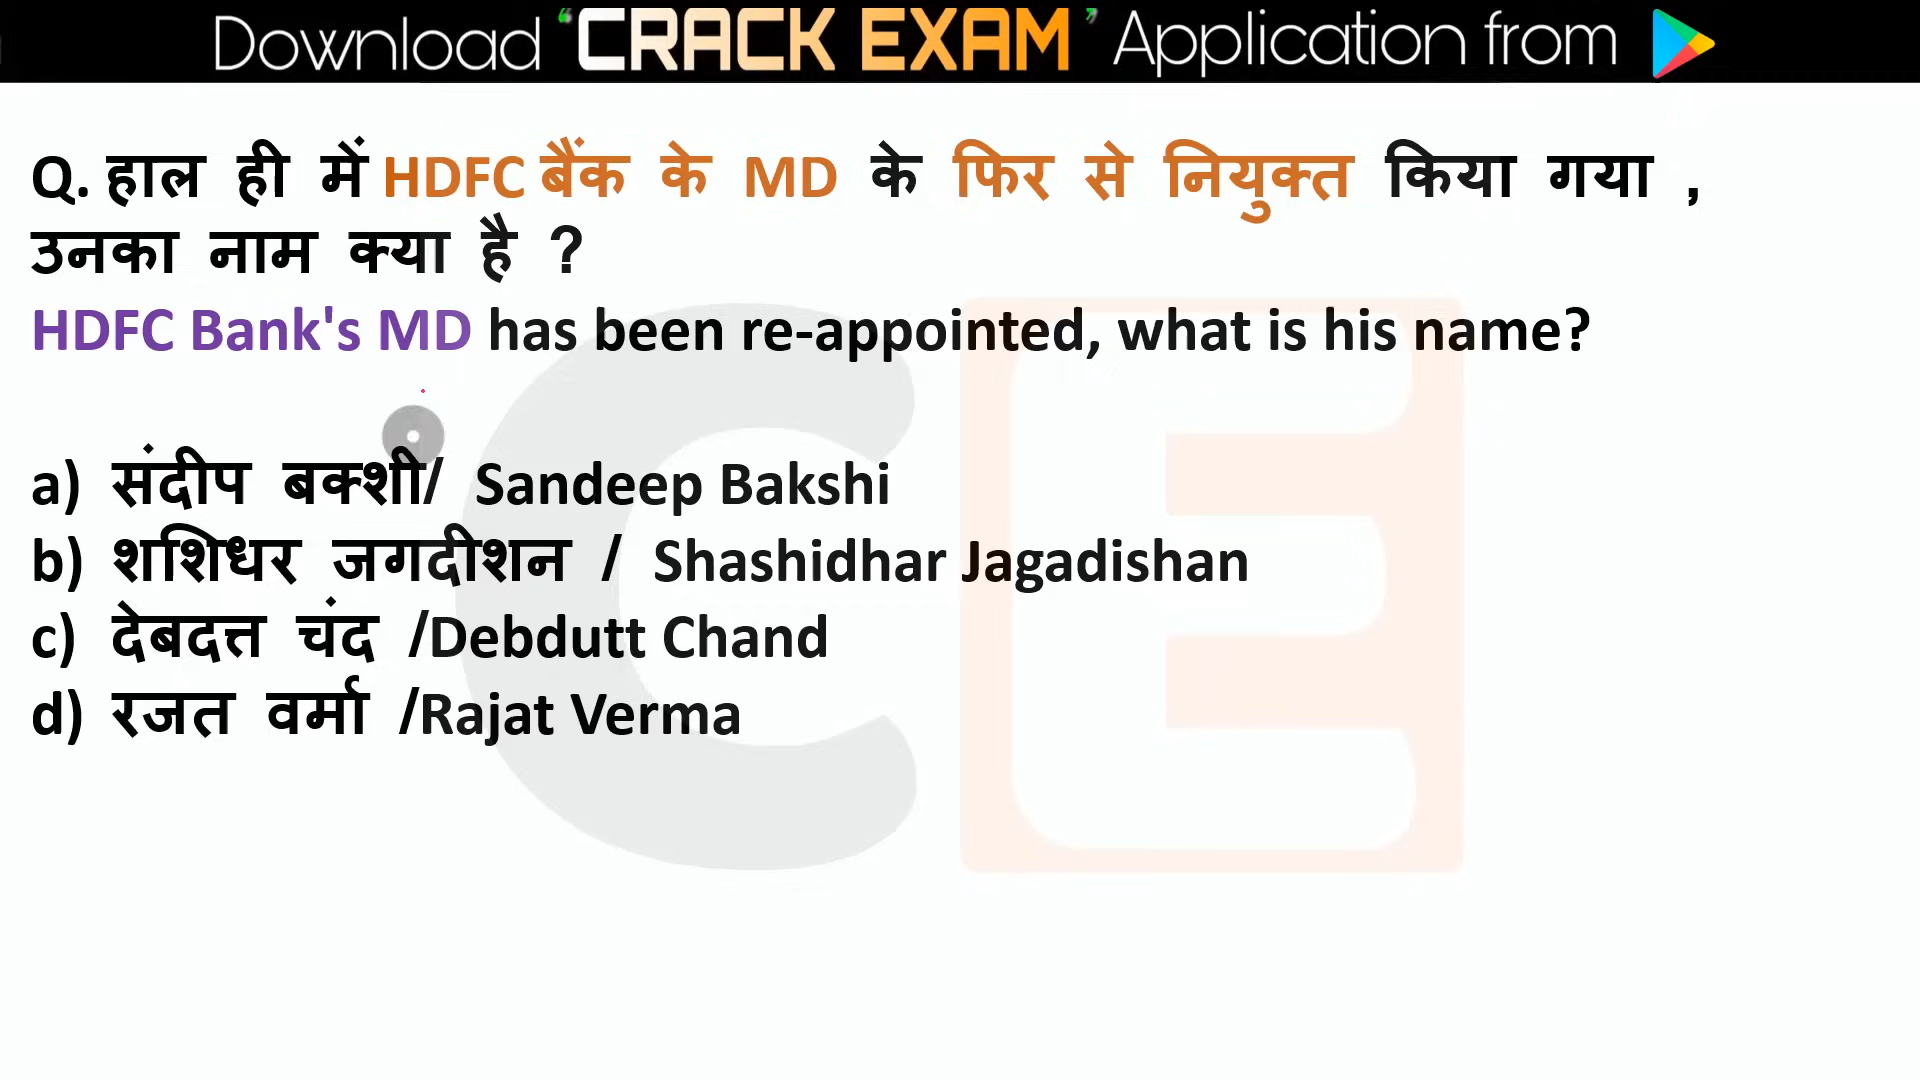 Download “CRACK EXAM” Application from
Q. हाल ही में HDFC बैंक के MD के फिर से नियुक्त किया गया ,
उनका नाम क्या है ?
HDFC Bank's MD has been re-appointed, what is his name?
a) संदीप बक्शी/ Sandeep Bakshi
b) शशिधर जगदीशन / Shashidhar Jagadishan
c) देबदत्त चंद /Debdutt Chand
d) रजत वर्मा /Rajat Verma
CE